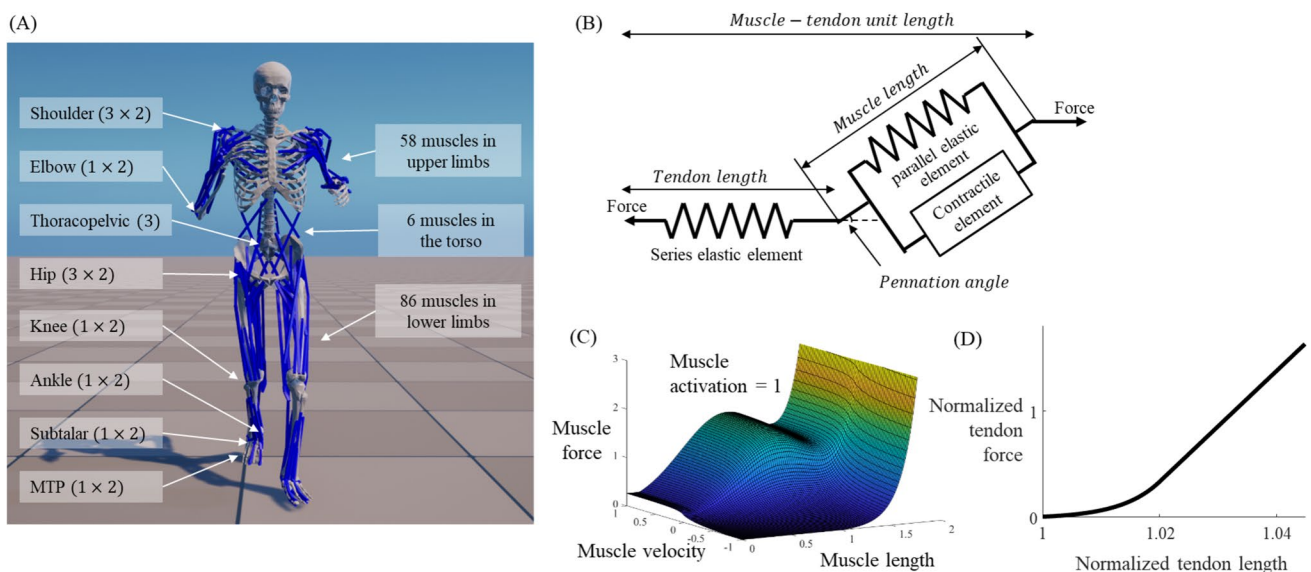 (A)
Shoulder (3 × 2)
Elbow (1 × 2)
Thoracopelvic (3)
Hip (3 × 2)
Knee (1 × 2)
Ankle (1 × 2)
Subtalar (1 × 2)
MTP (1 × 2)
58 muscles in
upper limbs
6 muscles in
the torso
86 muscles in
lower limbs
(B)
Muscle − tendon unit length
Muscle length
Force
parallel elastic
element
Contractile
element
Tendon length
Force
Series elastic element
Pennation angle
(C)
Muscle
activation = 1
Muscle
force
3
2
1
0
1
0.5
0
-0.5
-1
Muscle velocity
0
0.5
1
1.5
2
Muscle length
(D)
Normalized
tendon
force
1
0
1
1.02
1.04
Normalized tendon length